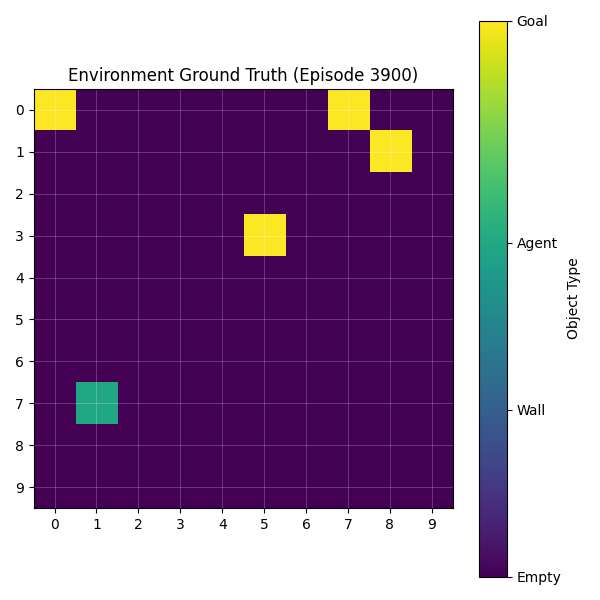 Environment Ground Truth (Episode 3900)
Goal
Agent
Wall
Empty
Object Type
0
1
2
3
4
5
6
7
8
9
0 1 2 3 4 5 6 7 8 9